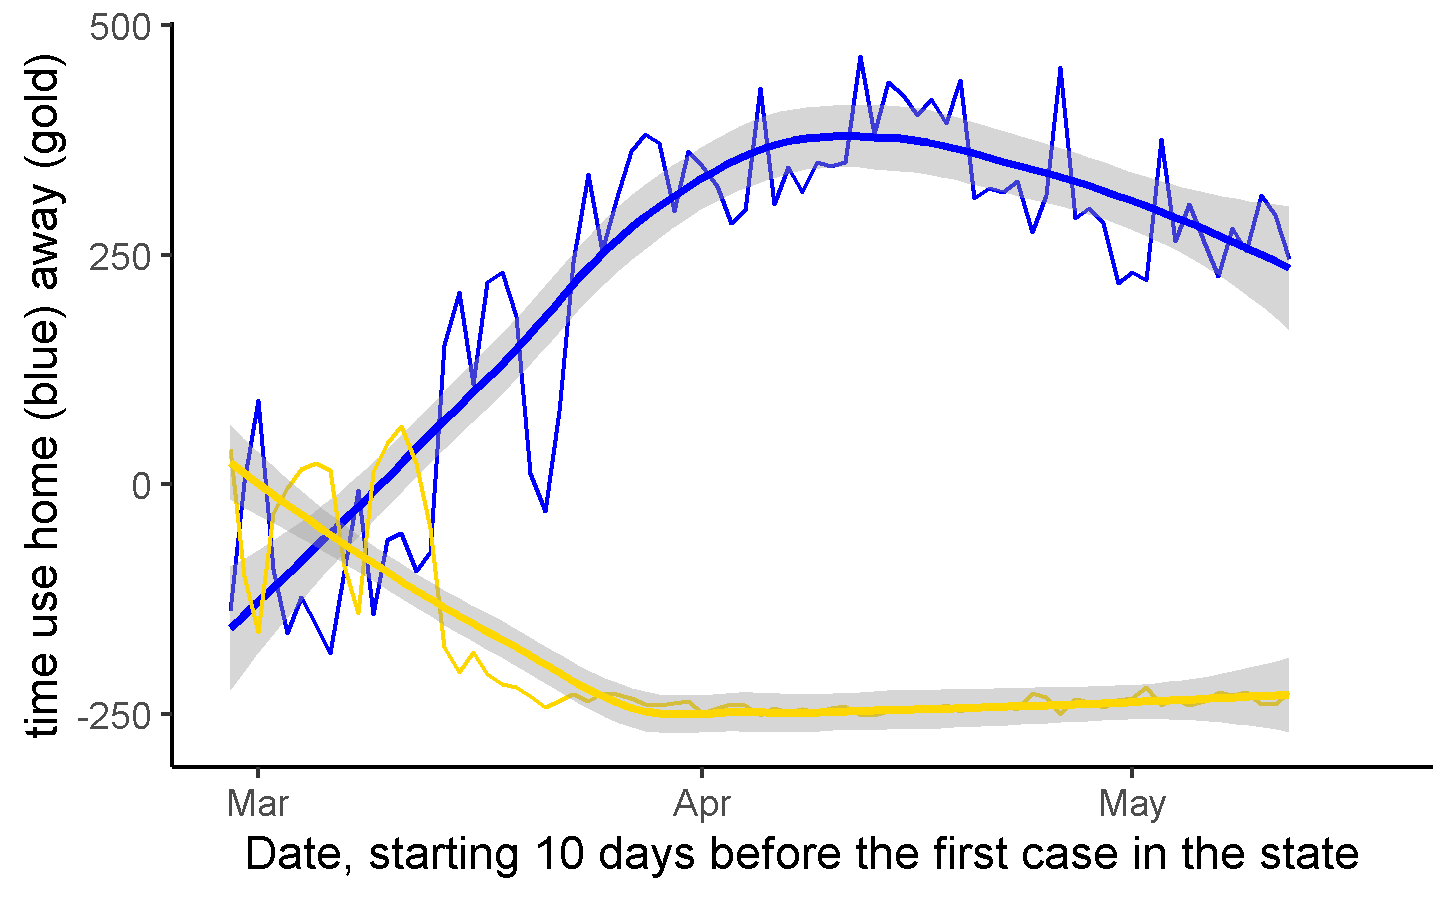 time use home (blue) away (gold)
500
250
0
-250
Mar
Apr
May
Date, starting 10 days before the first case in the state